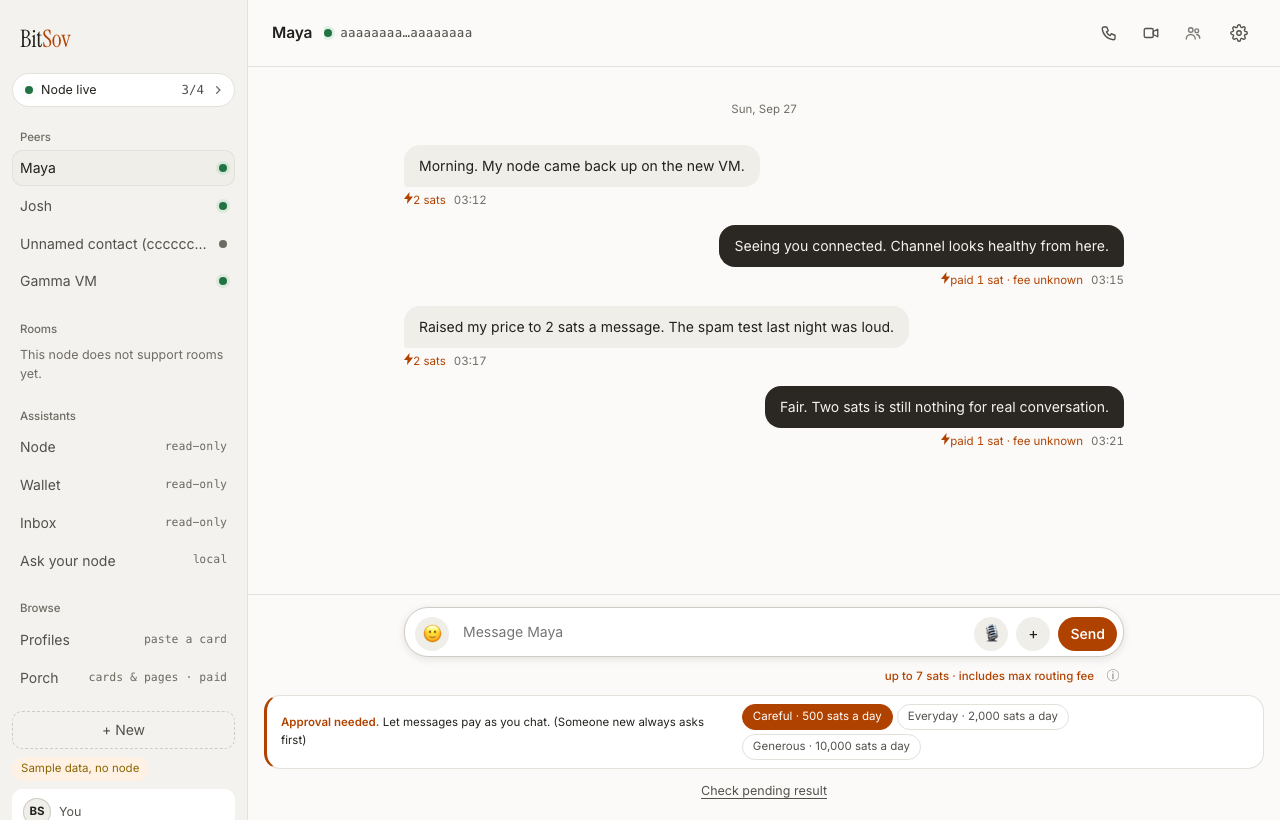 BitSov
Node live 3/4
Peers
Maya
Josh
Unnamed contact (cccccc...
Gamma VM
Rooms
This node does not support rooms
yet.
Assistants
Node read-only
Wallet read-only
Inbox read-only
Ask your node local
Browse
Profiles paste a card
Porch cards & pages · paid
+ New
Sample data, no node
BS You
Maya aaaaaaaa…aaaaaaaa
Sun, Sep 27
Morning. My node came back up on the new VM.
2 sats 03:12
Seeing you connected. Channel looks healthy from here.
paid 1 sat · fee unknown 03:15
Raised my price to 2 sats a message. The spam test last night was loud.
2 sats 03:17
Fair. Two sats is still nothing for real conversation.
paid 1 sat · fee unknown 03:21
Message Maya + Send
up to 7 sats · includes max routing fee
Approval needed. Let messages pay as you chat. (Someone new always asks
first)
Careful · 500 sats a day Everyday · 2,000 sats a day
Generous · 10,000 sats a day
Check pending result